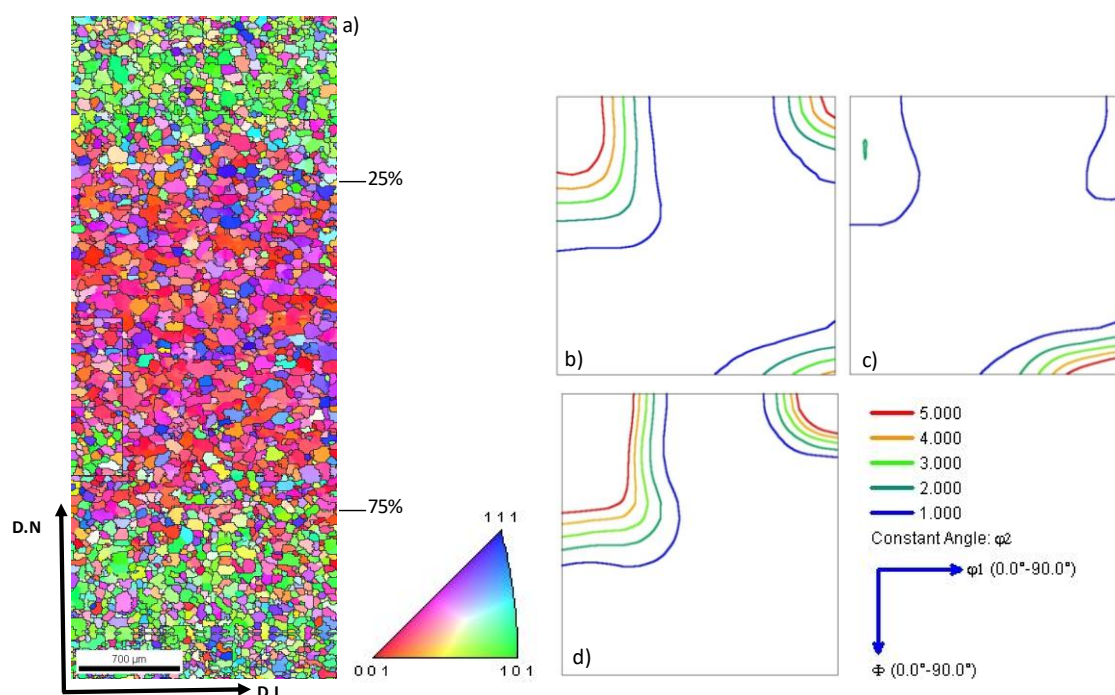 a)
25%
75%
D.N
700 µm
1 1 1
0 0 1
1 0 1
b)
c)
d)
5.000
4.000
3.000
2.000
1.000
Constant Angle: φ2
φ1 (0.0°-90.0°)
Φ (0.0°-90.0°)